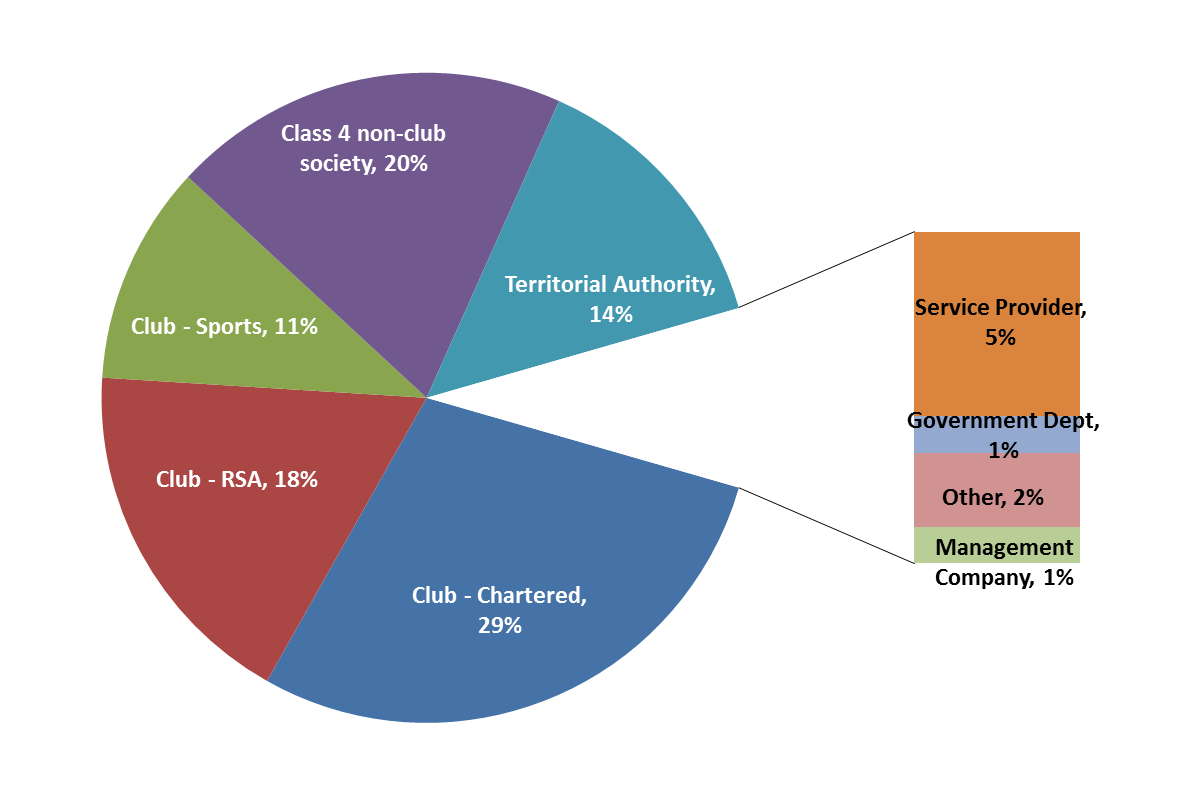 Class 4 non-club
society, 20%
Territorial Authority,
14%
Club - Sports, 11%
Club - RSA, 18%
Club - Chartered,
29%
Service Provider,
5%
Government Dept,
1%
Other, 2%
Management
Company, 1%